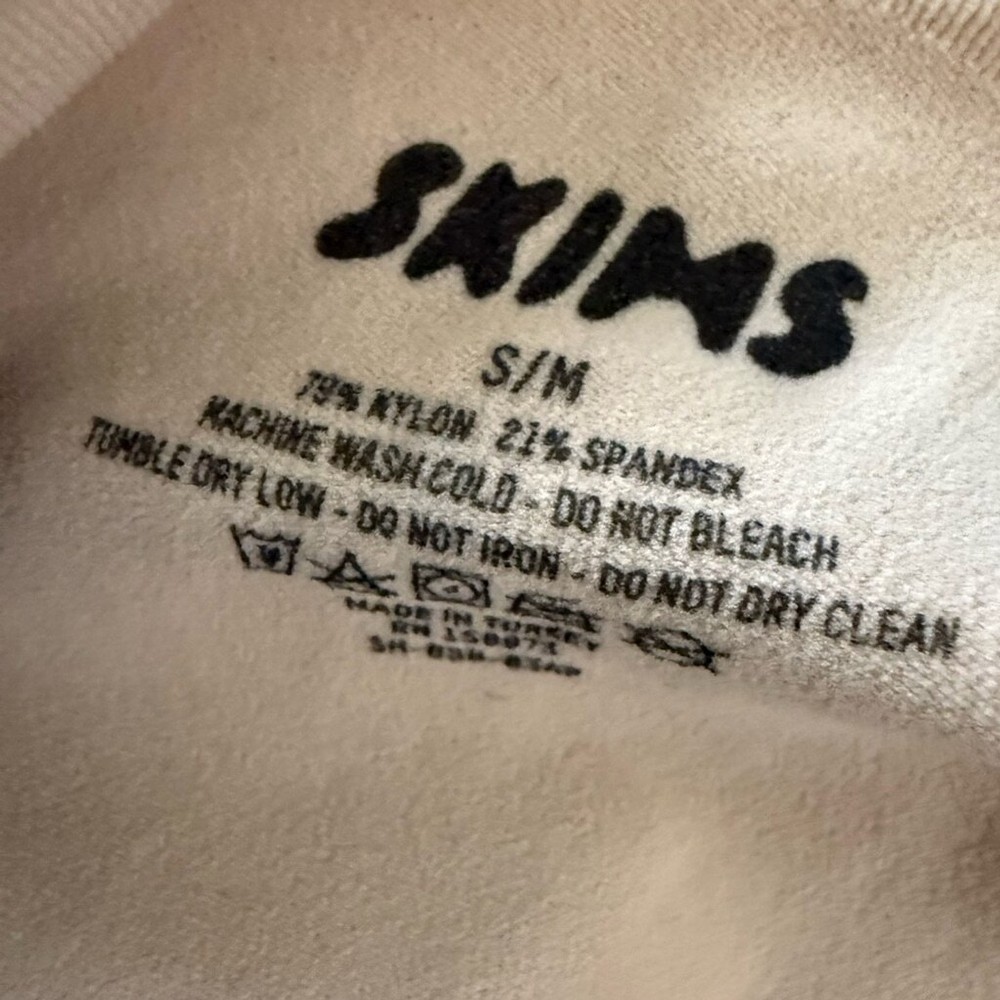 SKIMS
S/M
79% NYLON 21% SPANDEX
MACHINE WASH COLD - DO NOT BLEACH
TUMBLE DRY LOW - DO NOT IRON - DO NOT DRY CLEAN
MADE IN TURKEY
RN